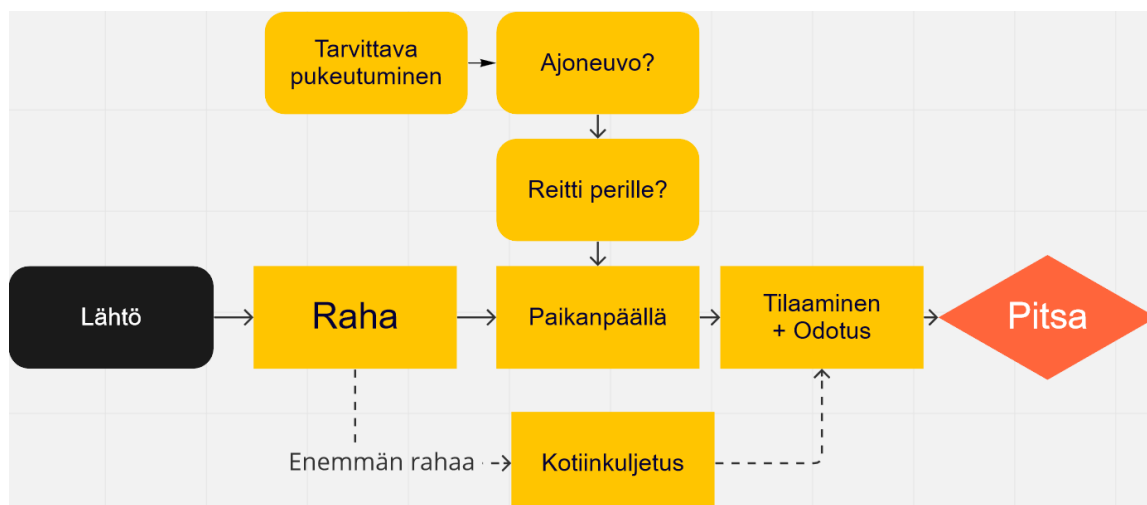 Tarvittava
pukeutuminen
Ajoneuvo?
Reitti perille?
Lähtö
Raha
Paikanpäällä
Tilaaminen
+ Odotus
Pitsa
Enemmän rahaa
Kotiinkuljetus